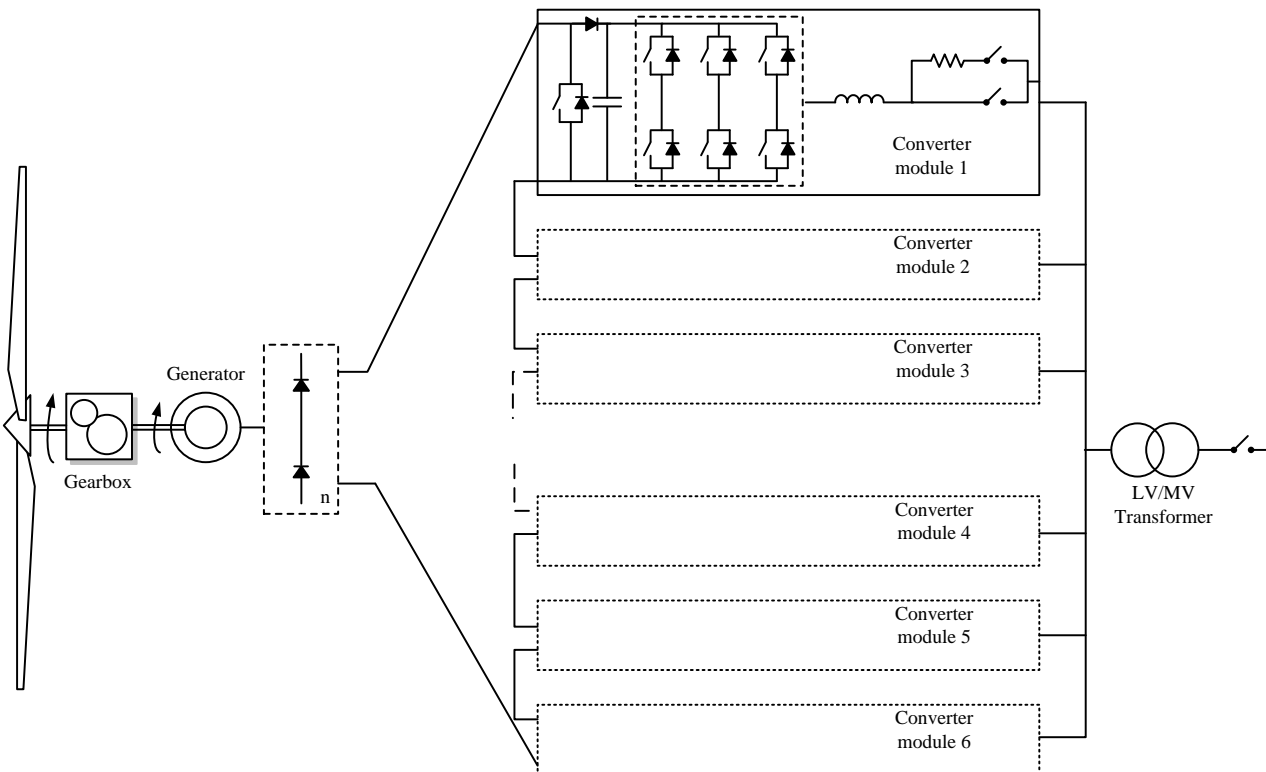 Converter
module 1
Converter
module 2
Converter
module 3
Generator
Gearbox
n
Converter
module 4
LV/MV
Transformer
Converter
module 5
Converter
module 6